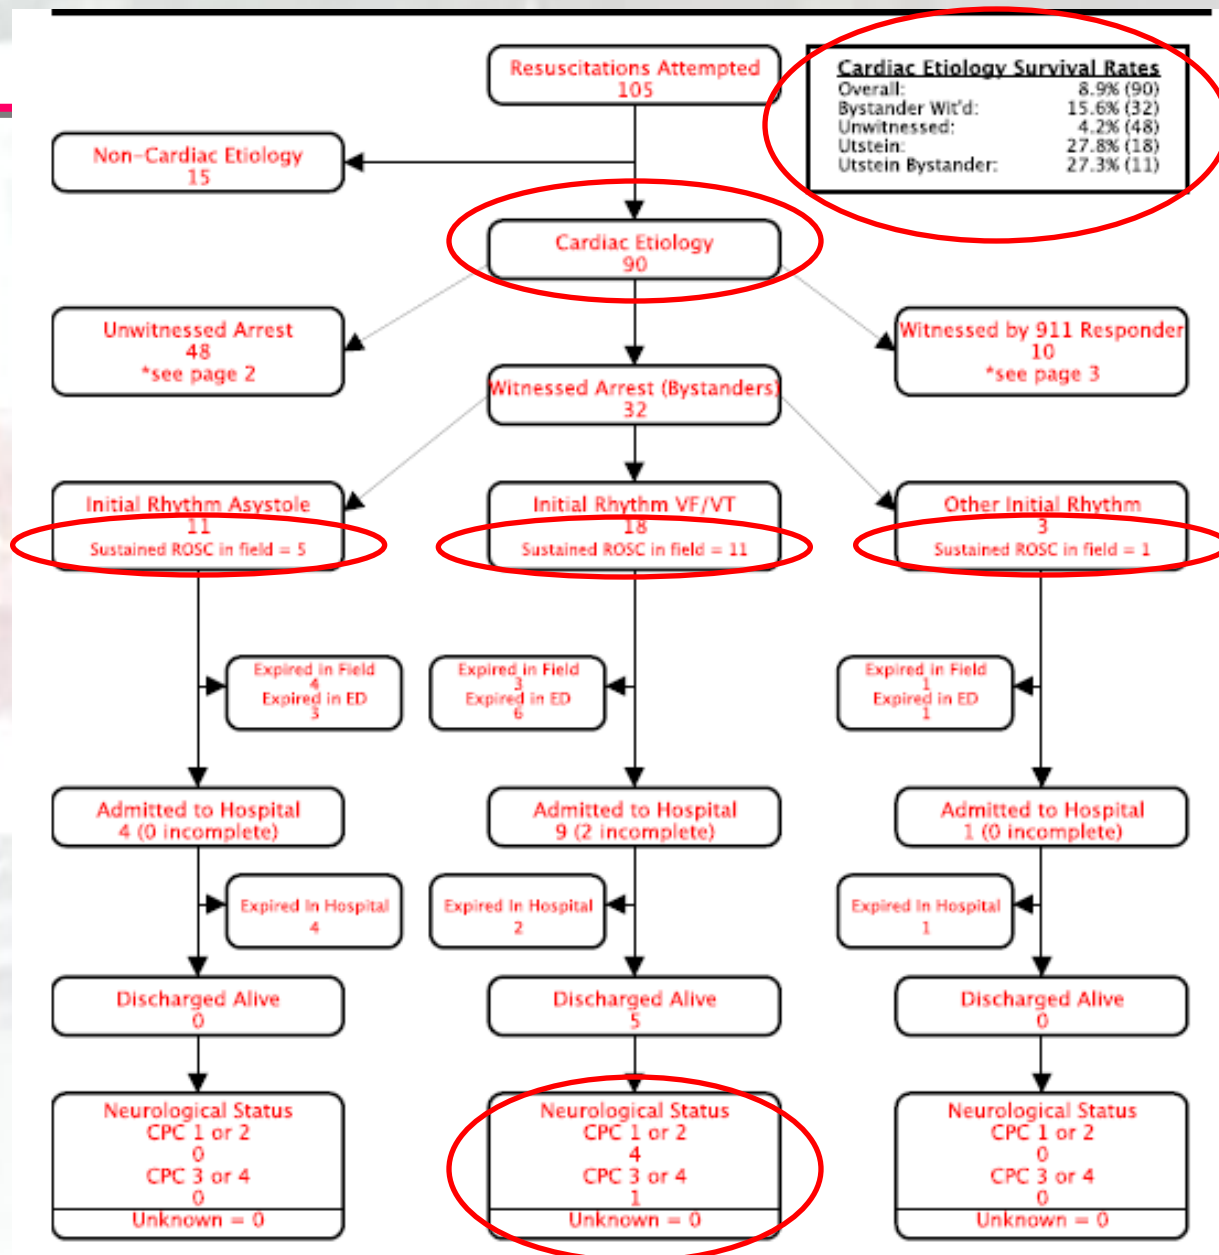 Resuscitations Attempted
105
Cardiac Etiology Survival Rates
Overall: 8.9% (90)
Bystander Wit'd: 15.6% (32)
Unwitnessed: 4.2% (48)
Utstein: 27.8% (18)
Utstein Bystander: 27.3% (11)
Non-Cardiac Etiology
15
Cardiac Etiology
90
Unwitnessed Arrest
48
*see page 2
Witnessed Arrest (Bystanders)
32
Witnessed by 911 Responder
10
*see page 3
Initial Rhythm Asystole
11
Sustained ROSC in field = 5
Initial Rhythm VF/VT
18
Sustained ROSC in field = 11
Other Initial Rhythm
3
Sustained ROSC in field = 1
Expired in Field
4
Expired in ED
3
Expired in Field
3
Expired in ED
6
Expired in Field
1
Expired in ED
1
Admitted to Hospital
4 (0 incomplete)
Admitted to Hospital
9 (2 incomplete)
Admitted to Hospital
1 (0 incomplete)
Expired In Hospital
4
Expired In Hospital
2
Expired In Hospital
1
Discharged Alive
0
Discharged Alive
5
Discharged Alive
0
Neurological Status
CPC 1 or 2
0
CPC 3 or 4
0
Unknown = 0
Neurological Status
CPC 1 or 2
4
CPC 3 or 4
1
Unknown = 0
Neurological Status
CPC 1 or 2
0
CPC 3 or 4
0
Unknown = 0